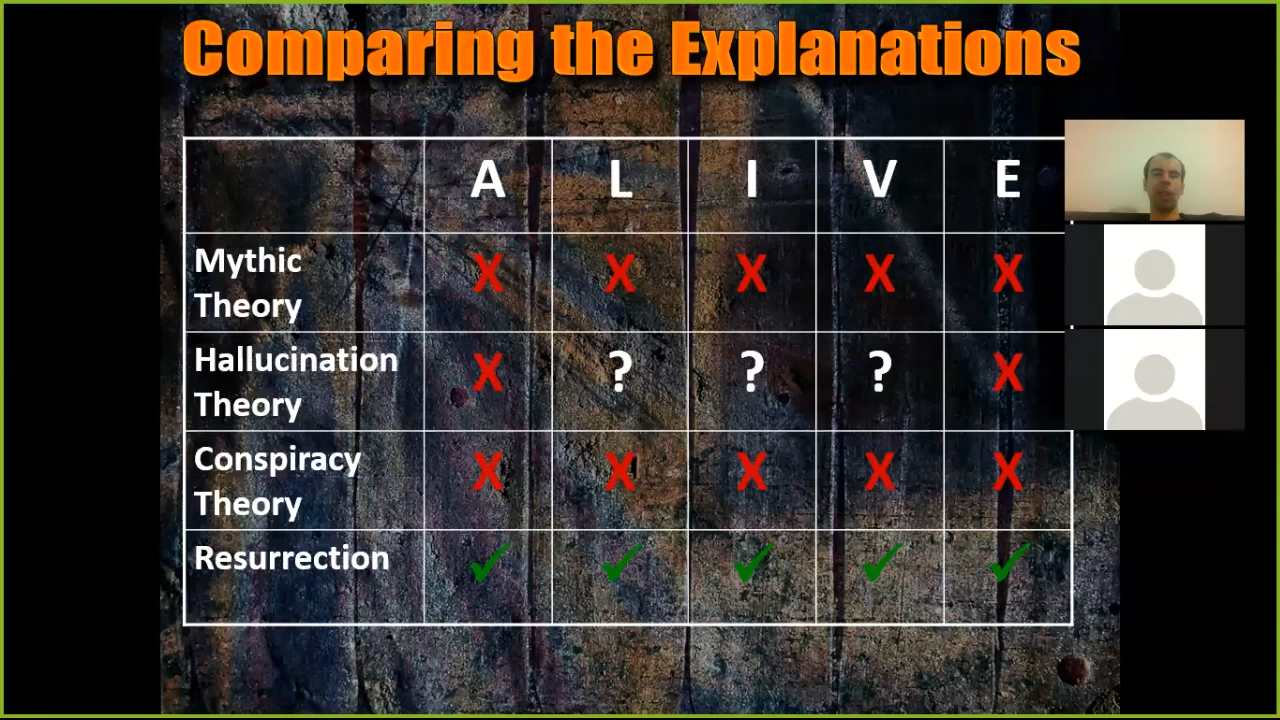 Comparing the Explanations
A L I V E
Mythic
Theory X X X X X
Hallucination
Theory X ? ? ? X
Conspiracy
Theory X X X X X
Resurrection ✓ ✓ ✓ ✓ ✓